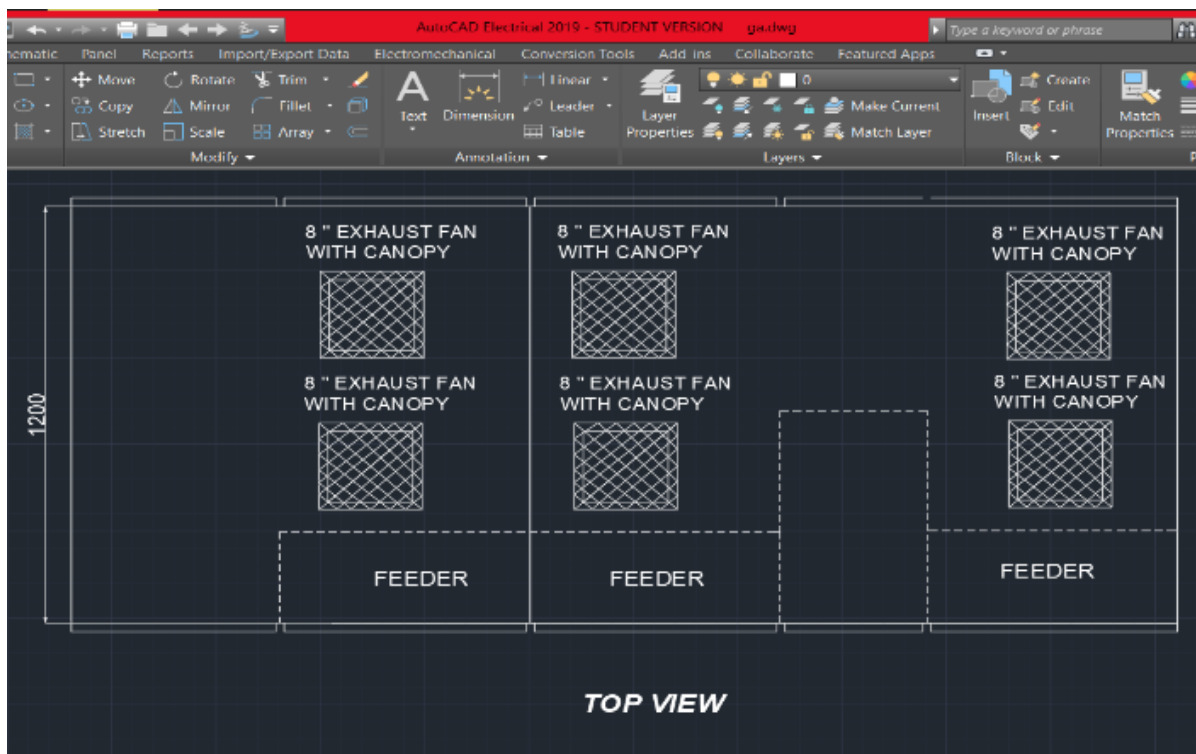 AutoCAD Electrical 2019 - STUDENT VERSION ga.dwg Type a keyword or phrase
Panel Reports Import/Export Data Electromechanical Conversion Tools Add-ins Collaborate Featured Apps
Move Rotate Trim Linear 0 Create
Copy Mirror Fillet Text Dimension Leader Layer Properties Make Current Insert Edit Match Properties
Stretch Scale Array Table Match Layer
Modify Annotation Layers Block
8 " EXHAUST FAN 8 " EXHAUST FAN 8 " EXHAUST FAN
WITH CANOPY WITH CANOPY WITH CANOPY
8 " EXHAUST FAN 8 " EXHAUST FAN 8 " EXHAUST FAN
WITH CANOPY WITH CANOPY WITH CANOPY
1200
FEEDER FEEDER FEEDER
TOP VIEW